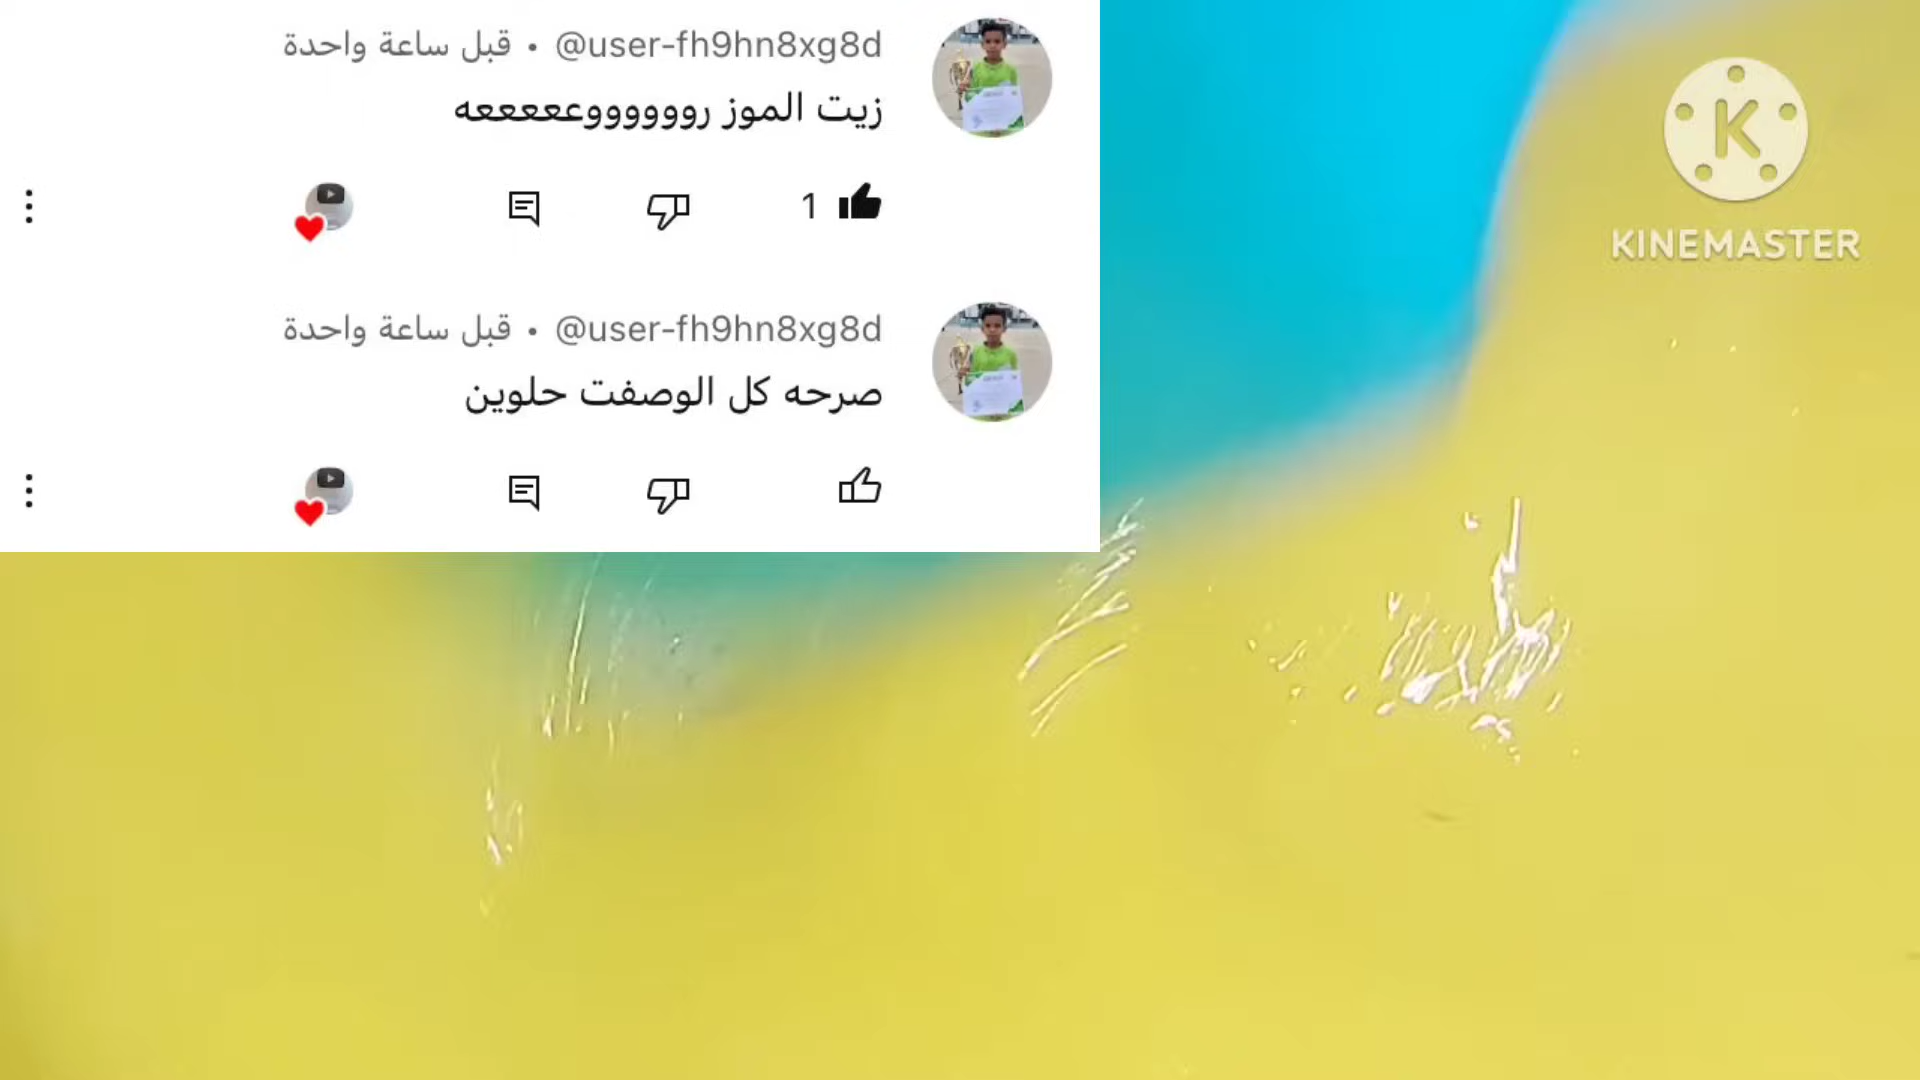 @user-fh9hn8xg8d • قبل ساعة واحدة
زيت الموز روووووووعععععه
1
@user-fh9hn8xg8d • قبل ساعة واحدة
صرحه كل الوصفت حلوين
K
KINEMASTER